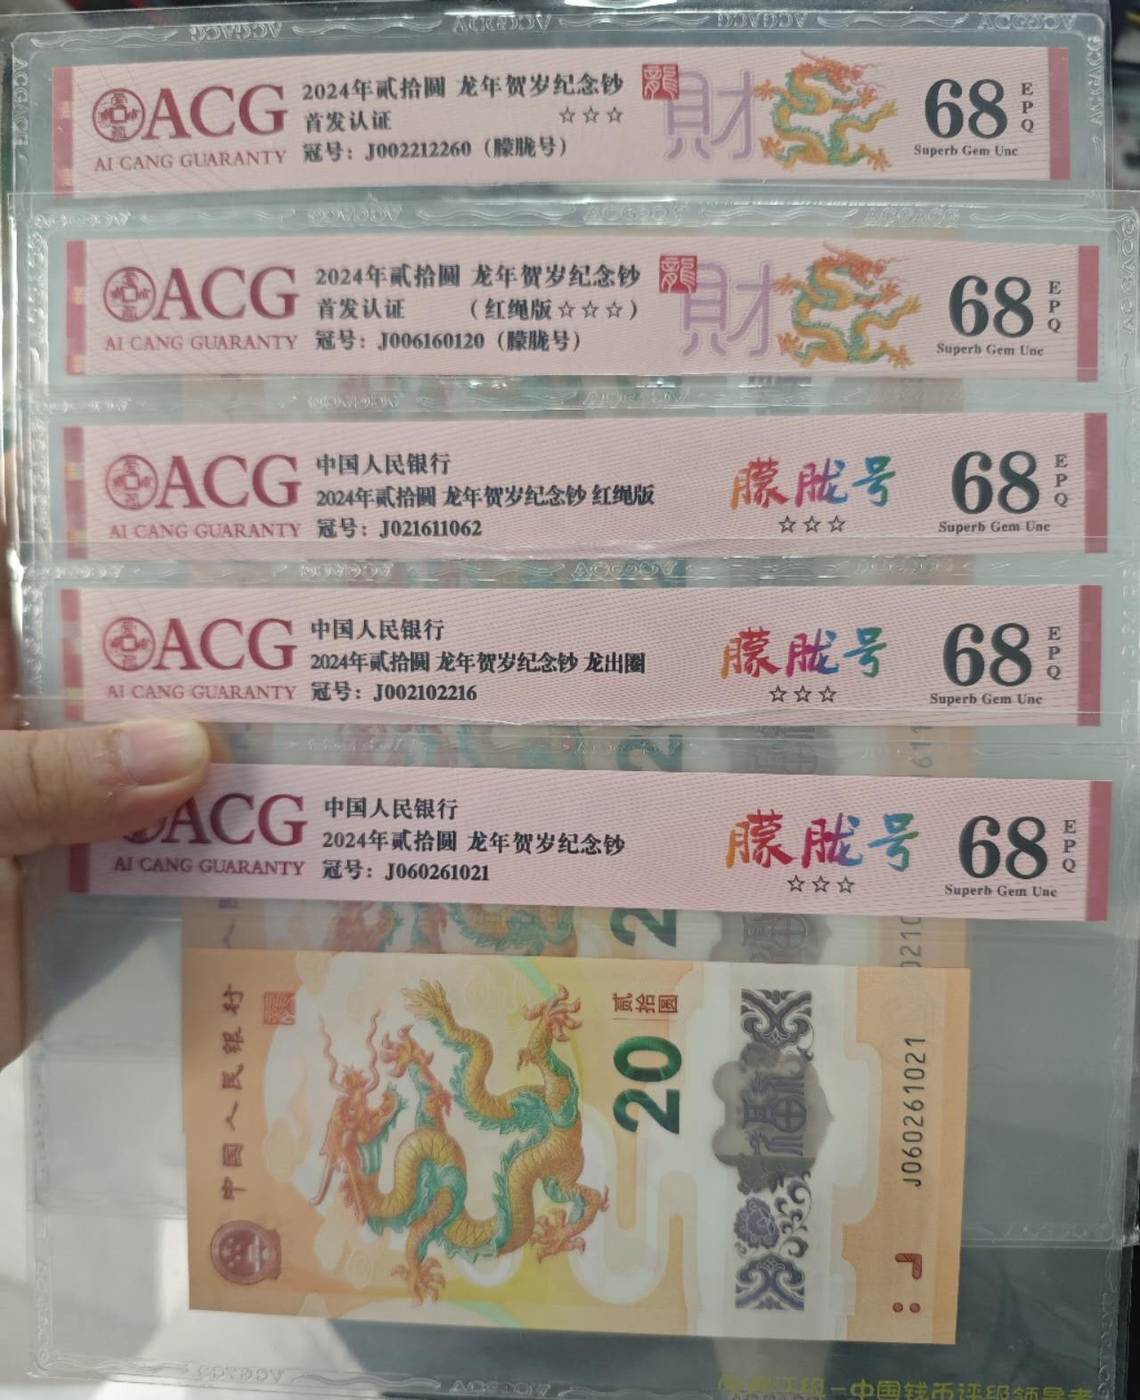 ACG
AI CANG GUARANTY
2024年贰拾圆 龙年贺岁纪念钞
首发认证 ☆☆☆
冠号：J002212260（朦胧号）
龍
財
68
EPQ
Superb Gem Unc
ACG
AI CANG GUARANTY
2024年贰拾圆 龙年贺岁纪念钞
首发认证 （红绳版☆☆☆）
冠号：J006160120（朦胧号）
龍
財
68
EPQ
Superb Gem Unc
ACG
AI CANG GUARANTY
中国人民银行
2024年贰拾圆 龙年贺岁纪念钞 红绳版
冠号：J021611062
朦胧号
☆☆☆
68
EPQ
Superb Gem Unc
ACG
AI CANG GUARANTY
中国人民银行
2024年贰拾圆 龙年贺岁纪念钞 龙出圈
冠号：J002102216
朦胧号
☆☆☆
68
EPQ
Superb Gem Unc
ACG
AI CANG GUARANTY
中国人民银行
2024年贰拾圆 龙年贺岁纪念钞
冠号：J060261021
朦胧号
☆☆☆
68
EPQ
Superb Gem Unc
中国人民银行
贰拾圆
20
福
J060261021